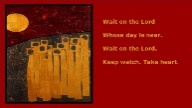 Wait on the Lord
Whose day is near.
Wait on the Lord.
Keep watch. Take heart.